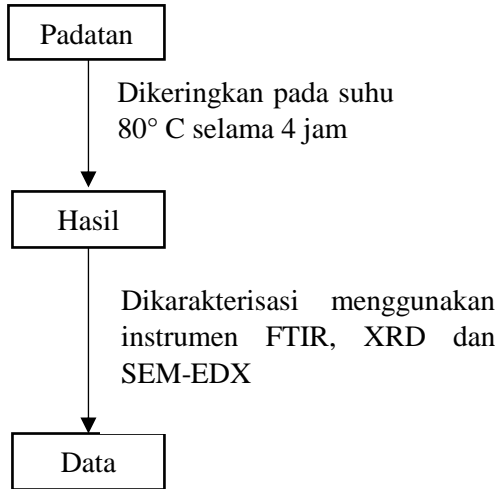 Padatan
Dikeringkan pada suhu
80° C selama 4 jam
Hasil
Dikarakterisasi menggunakan
instrumen FTIR, XRD dan
SEM-EDX
Data